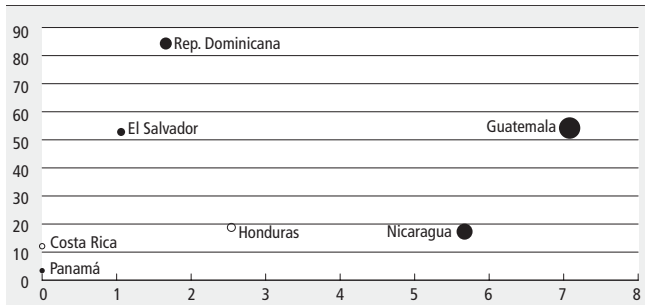 90
Rep. Dominicana
80
70
60
El Salvador
Guatemala
50
40
30
20
Honduras
Nicaragua
Costa Rica
10
Panamá
0
0 1 2 3 4 5 6 7 8